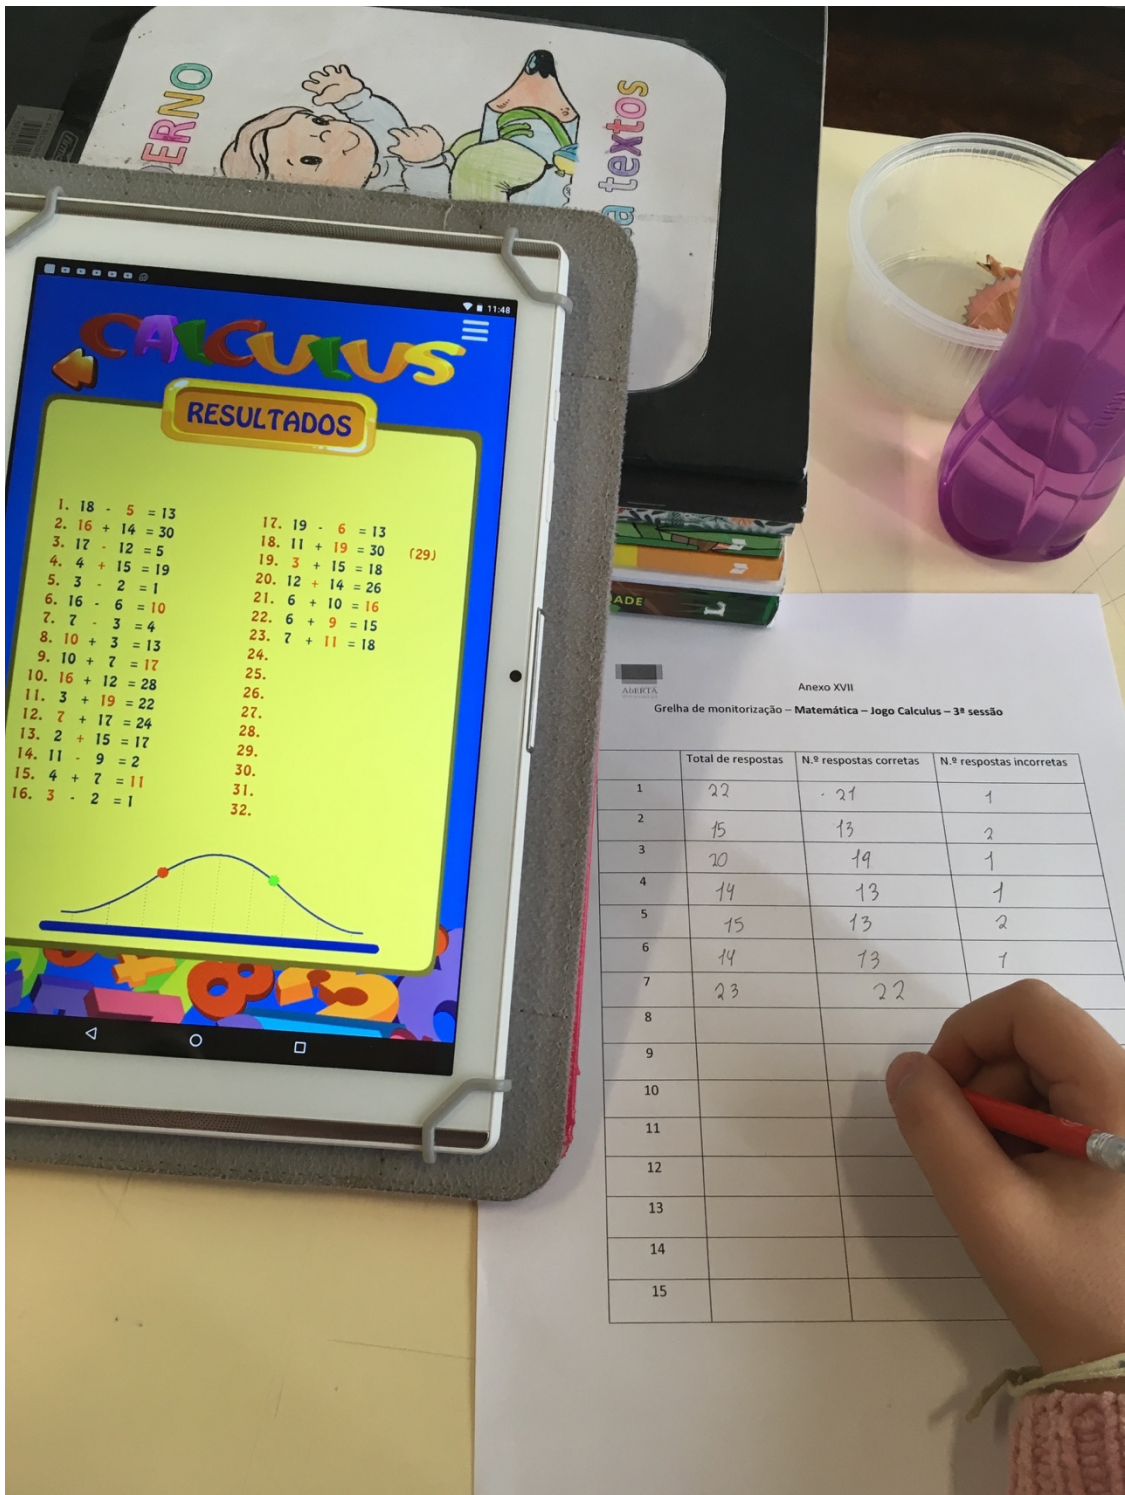 ERNO
a textos
11:48
CALCULUS
RESULTADOS
1. 18 - 5 = 13
2. 16 + 14 = 30
3. 17 - 12 = 5
4. 4 + 15 = 19
5. 3 - 2 = 1
6. 16 - 6 = 10
7. 7 - 3 = 4
8. 10 + 3 = 13
9. 10 + 7 = 17
10. 16 + 12 = 28
11. 3 + 19 = 22
12. 7 + 17 = 24
13. 2 + 15 = 17
14. 11 - 9 = 2
15. 4 + 7 = 11
16. 3 - 2 = 1
17. 19 - 6 = 13
18. 11 + 19 = 30 (29)
19. 3 + 15 = 18
20. 12 + 14 = 26
21. 6 + 10 = 16
22. 6 + 9 = 15
23. 7 + 11 = 18
24.
25.
26.
27.
28.
29.
30.
31.
32.
ADE
AbERTA
Anexo XVII
Grelha de monitorização – Matemática – Jogo Calculus – 3ª sessão
Total de respostas N.º respostas corretas N.º respostas incorretas
1 22 21 1
2 15 13 2
3 20 19 1
4 14 13 1
5 15 13 2
6 14 13 1
7 23 22
8
9
10
11
12
13
14
15